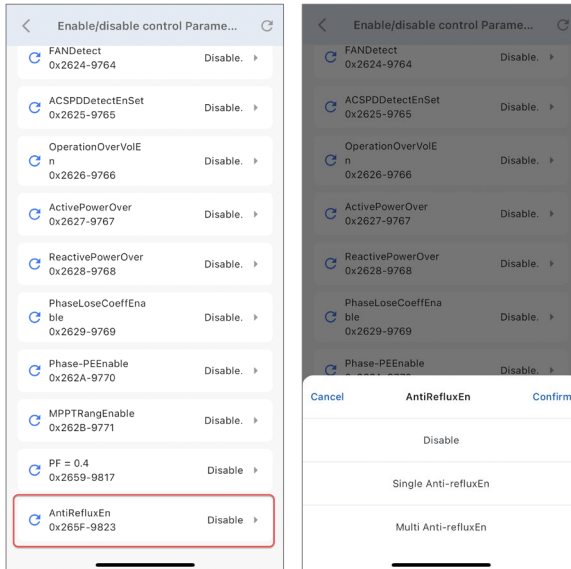 Enable/disable control Parame...
FANDetect
0x2624-9764
Disable.
ACSPDDetectEnSet
0x2625-9765
Disable.
OperationOverVolE
n
0x2626-9766
Disable.
ActivePowerOver
0x2627-9767
Disable.
ReactivePowerOver
0x2628-9768
Disable.
PhaseLoseCoeffEna
ble
0x2629-9769
Disable.
Phase-PEEnable
0x262A-9770
Disable.
MPPTRangEnable
0x262B-9771
Disable.
PF = 0.4
0x2659-9817
Disable
AntiRefluxEn
0x265F-9823
Disable
Enable/disable control Parame...
FANDetect
0x2624-9764
Disable.
ACSPDDetectEnSet
0x2625-9765
Disable.
OperationOverVolE
n
0x2626-9766
Disable.
ActivePowerOver
0x2627-9767
Disable.
ReactivePowerOver
0x2628-9768
Disable.
PhaseLoseCoeffEna
ble
0x2629-9769
Disable.
Phase-PEEnable
Disable.
Cancel
AntiRefluxEn
Confirm
Disable
Single Anti-refluxEn
Multi Anti-refluxEn